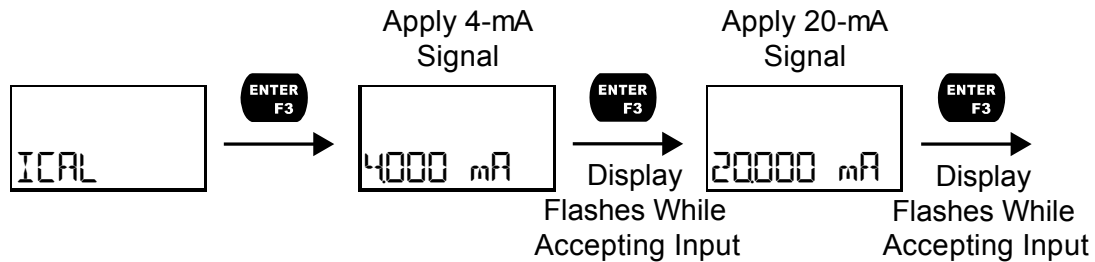 Apply 4-mA
Signal
Apply 20-mA
Signal
ENTER
F3
ENTER
F3
ENTER
F3
ICAL
4.000 mA
20.000 mA
Display
Flashes While
Accepting Input
Display
Flashes While
Accepting Input